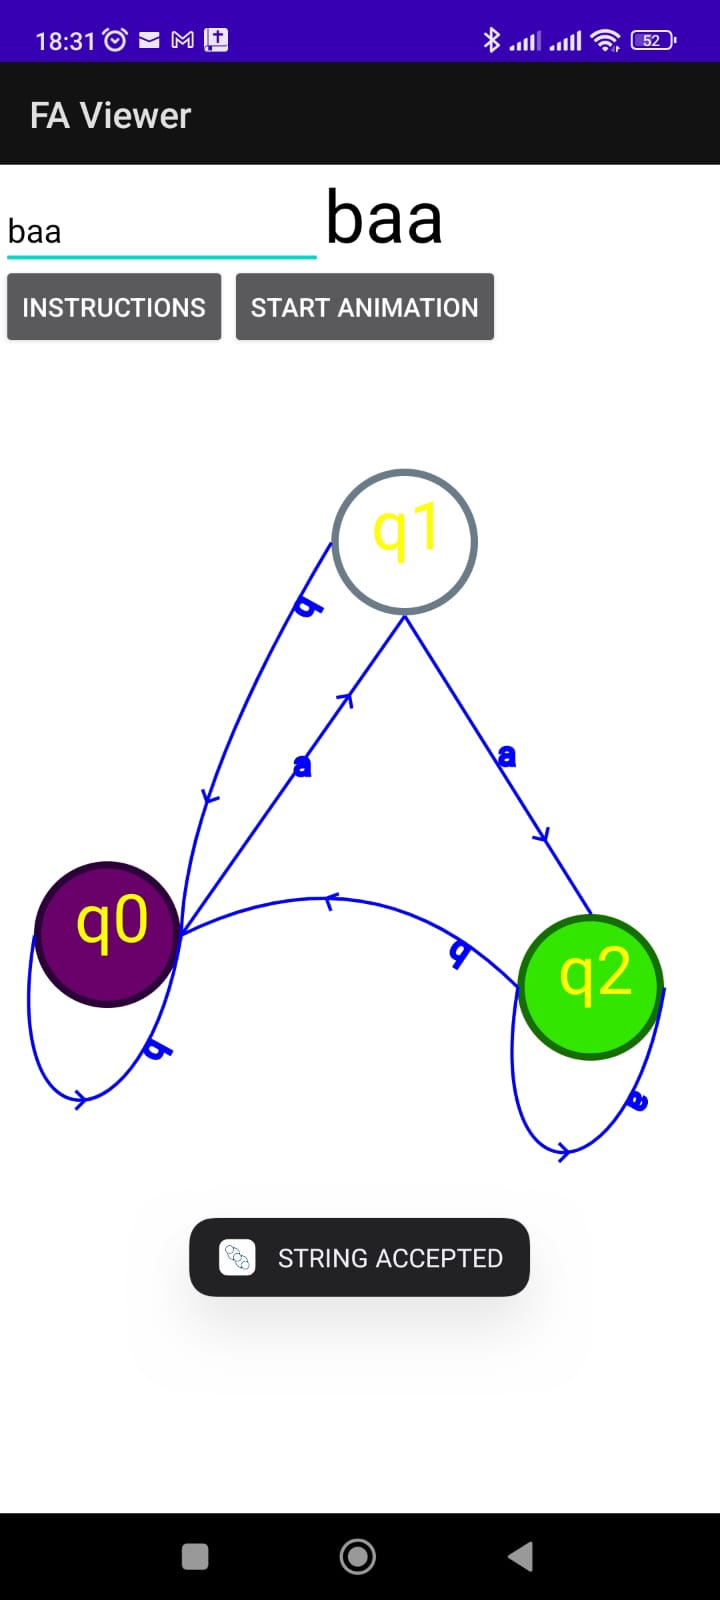 18:31
52
FA Viewer
baa
baa
INSTRUCTIONS
START ANIMATION
q1
b
a
a
q0
b
q2
b
a
STRING ACCEPTED